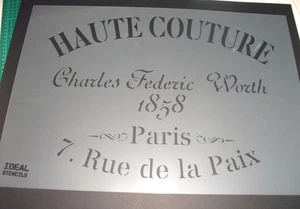 HAUTE COUTURE
Charles Federic Worth
1858
Paris
7. Rue de la Paix
IDEAL
STENCILS